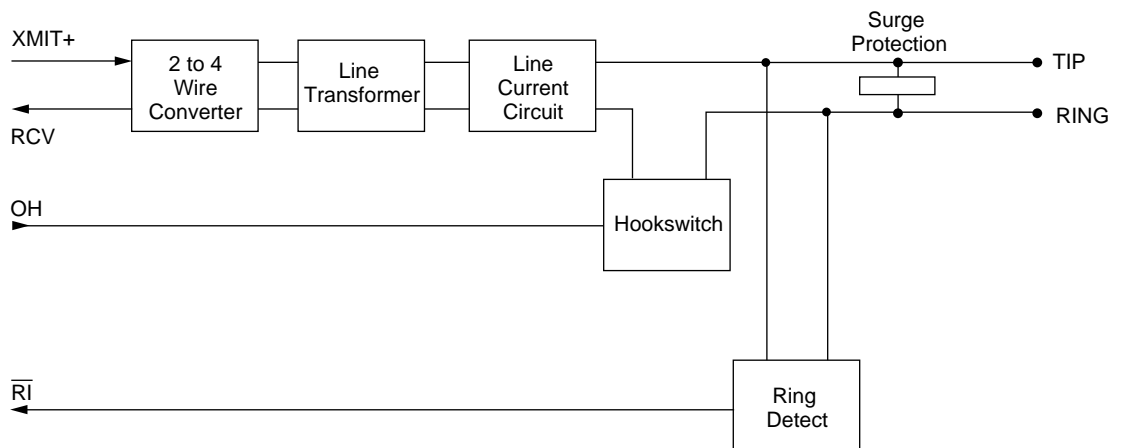 XMIT+
RCV
OH
R̅I̅
2 to 4
Wire
Converter
Line
Transformer
Line
Current
Circuit
Hookswitch
Ring
Detect
Surge
Protection
TIP
RING